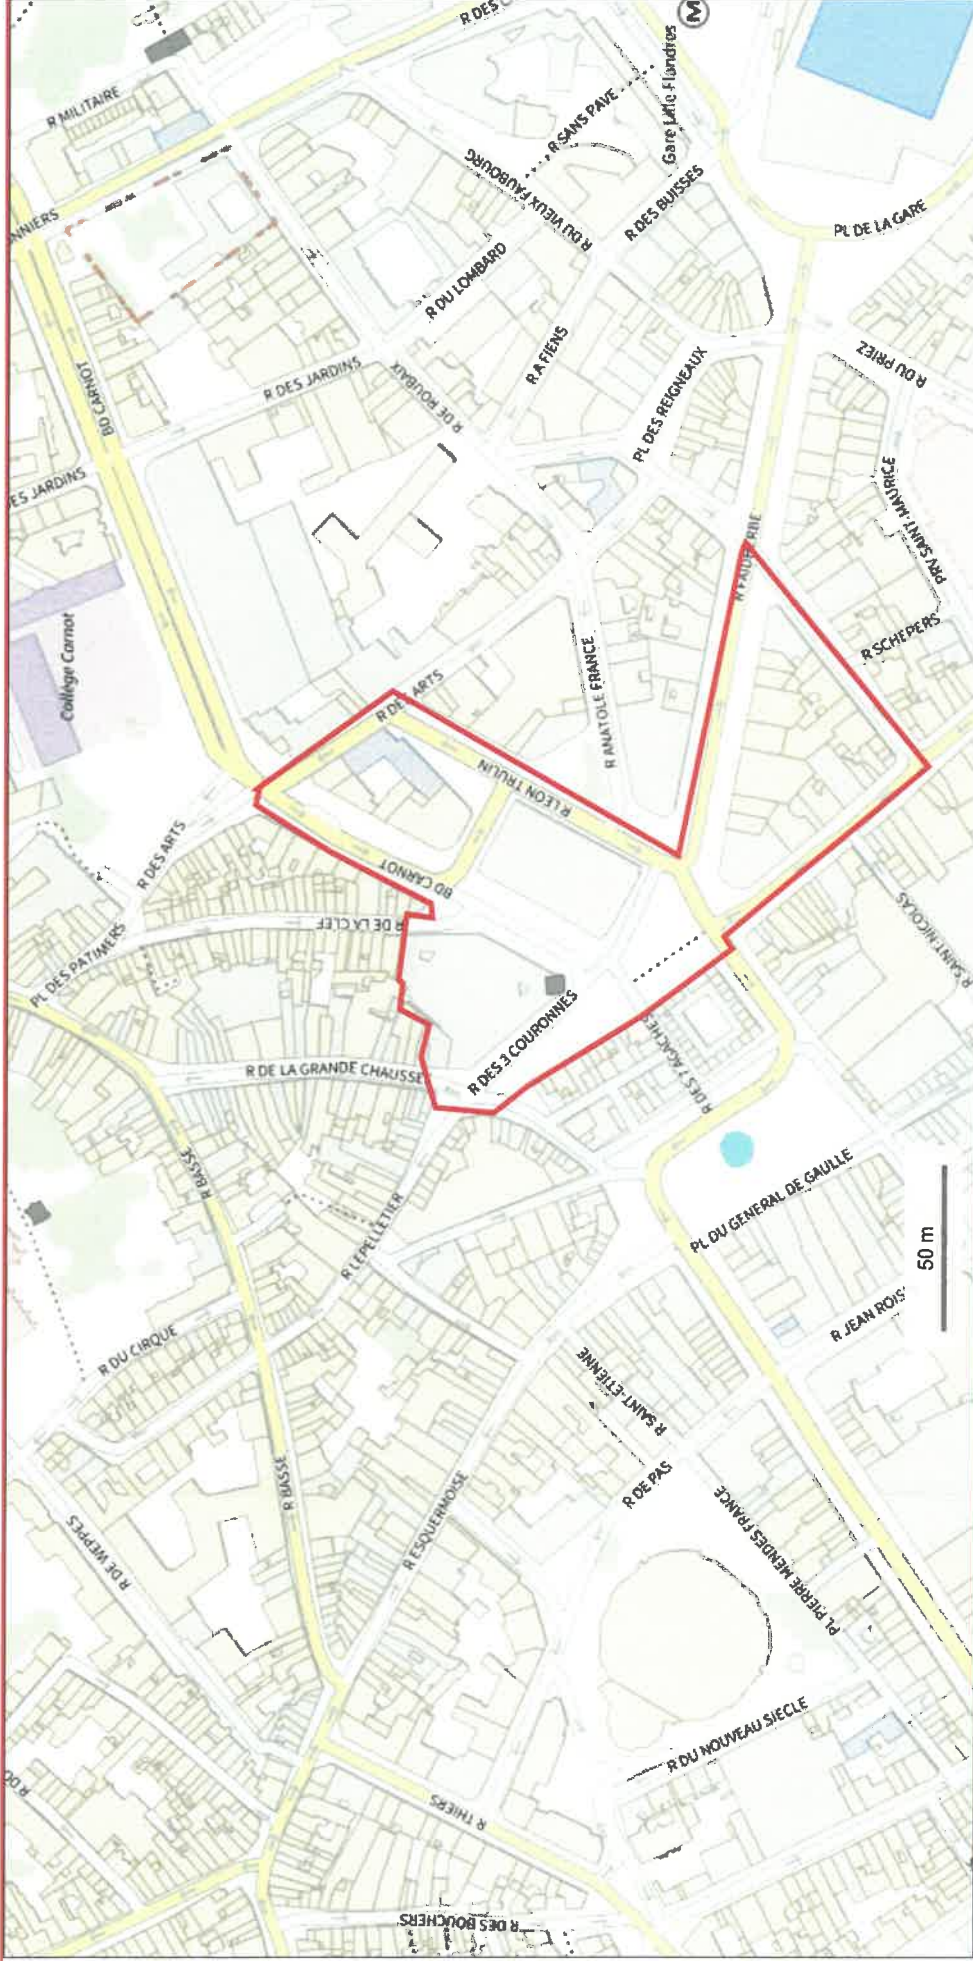 R DES
M
R MILITAIRE
Gare Lille Flandres
R SANS PAVE
NNIERS
R DU VIEUX FAUBOURG
R DES BUISSES
PL DE LA GARE
R DU LOMBARD
BD CARNOT
R DES JARDINS
R DE ROUBAIX
R A FIENS
PL DES REIGNEAUX
R DU PRIEZ
ES JARDINS
PRV SAINT-MAURICE
Collège Carnot
R SCHEPERS
R DES ARTS
R ANATOLE FRANCE
R LEON TRULIN
R DES ARTS
BD CARNOT
R DE LA CLEF
PL DES PATINIERS
R SAINT-NICOLAS
R DES 3 COURONNES
R DES 7 AGACHES
R DE LA GRANDE CHAUSSE
R BASSE
R LEPELLETIER
PL DU GENERAL DE GAULLE
50 m
R JEAN ROIS
R DU CIRQUE
R SAINT-ETIENNE
R BASSE
R DE PAS
R ESQUERMOISE
R DE WEPPES
PL PIERRE MENDES FRANCE
R DU NOUVEAU SIECLE
R THIERS
R DES BOUCHERS